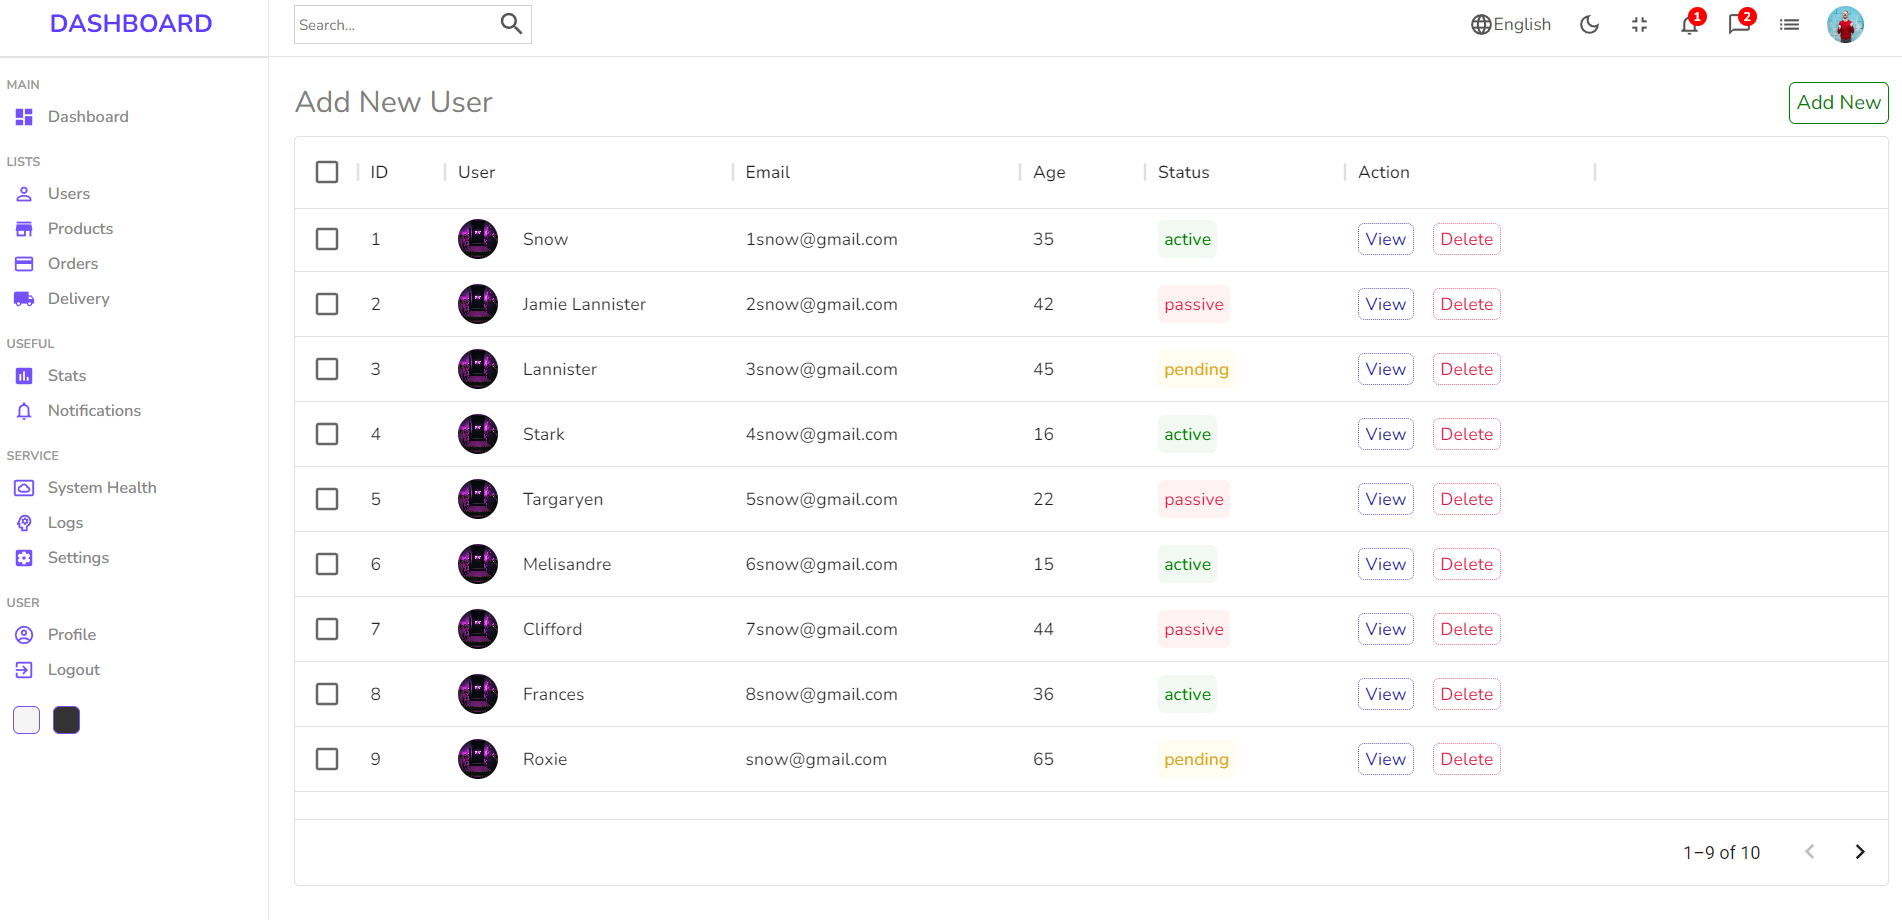 DASHBOARD
Search...
English
1
2
MAIN
Dashboard
LISTS
Users
Products
Orders
Delivery
USEFUL
Stats
Notifications
SERVICE
System Health
Logs
Settings
USER
Profile
Logout
Add New User
Add New
ID User Email Age Status Action
1 Snow 1snow@gmail.com 35 active View Delete
2 Jamie Lannister 2snow@gmail.com 42 passive View Delete
3 Lannister 3snow@gmail.com 45 pending View Delete
4 Stark 4snow@gmail.com 16 active View Delete
5 Targaryen 5snow@gmail.com 22 passive View Delete
6 Melisandre 6snow@gmail.com 15 active View Delete
7 Clifford 7snow@gmail.com 44 passive View Delete
8 Frances 8snow@gmail.com 36 active View Delete
9 Roxie snow@gmail.com 65 pending View Delete
1–9 of 10